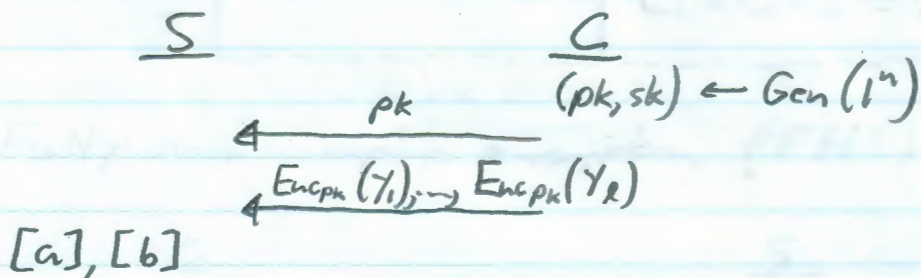 S C
(pk, sk) ← Gen(1ⁿ)
pk
Enc_pk(y₁), ..., Enc_pk(y_ℓ)
[a], [b]